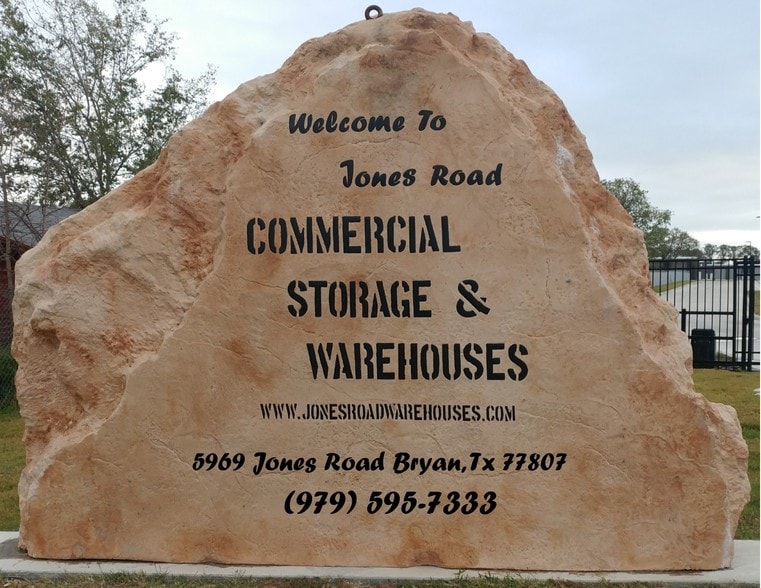 Welcome To
Jones Road
COMMERCIAL
STORAGE &
WAREHOUSES
WWW.JONESROADWAREHOUSES.COM
5969 Jones Road Bryan,Tx 77807
(979) 595-7333